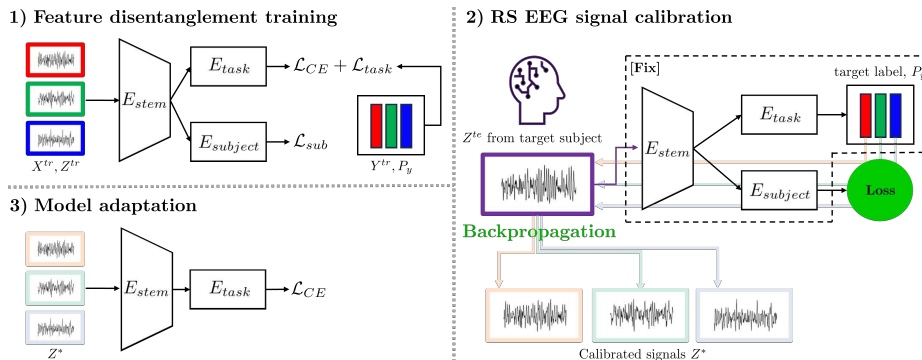 1) Feature disentanglement training
E_stem
E_task
E_subject
ℒ_CE + ℒ_task
ℒ_sub
X^tr, Z^tr
Y^tr, P_y
3) Model adaptation
E_stem
E_task
ℒ_CE
Z*
2) RS EEG signal calibration
[Fix]
target label, P
Z^te from target subject
E_stem
E_task
E_subject
Loss
Backpropagation
Calibrated signals Z*